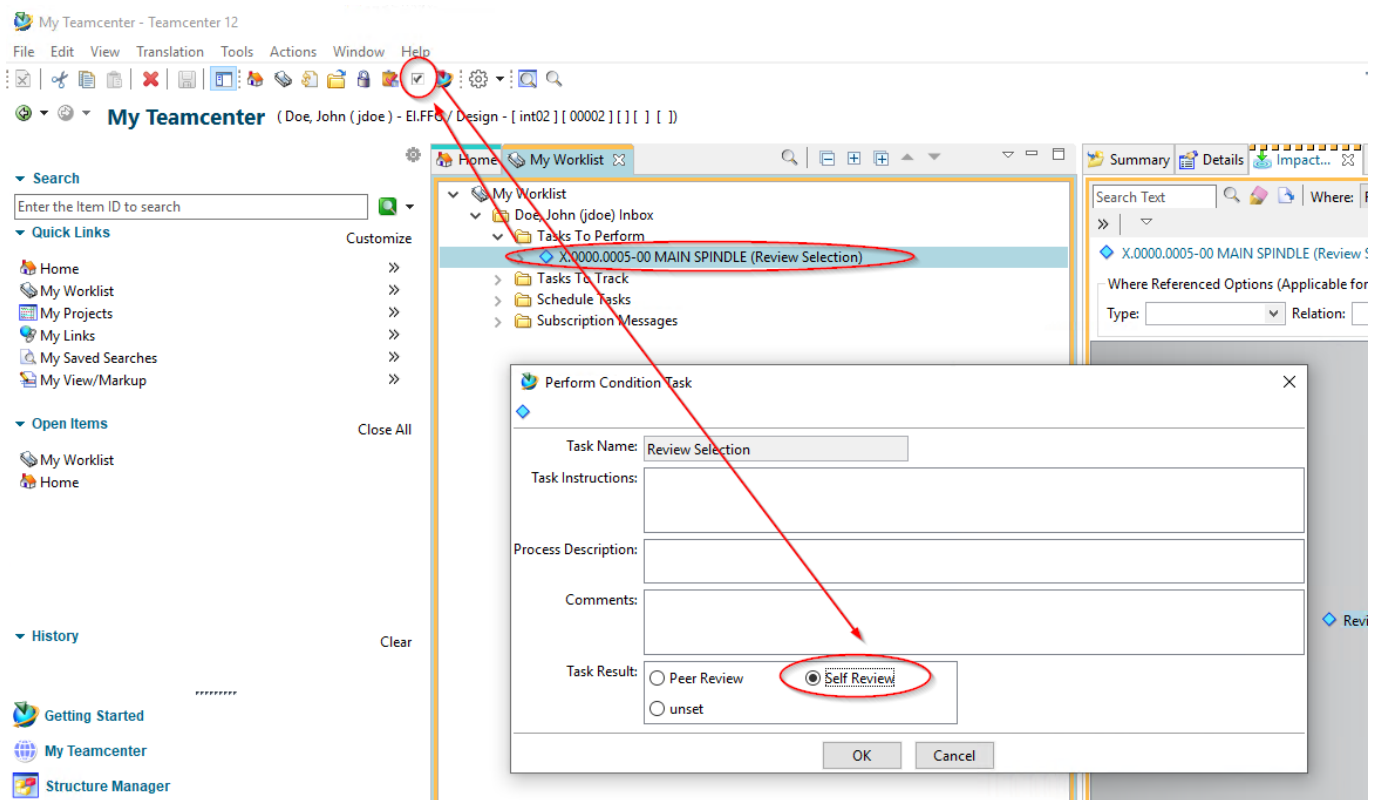 My Teamcenter - Teamcenter 12
File Edit View Translation Tools Actions Window Help
My Teamcenter ( Doe, John ( jdoe ) - EI.FFC / Design - [ int02 ] [ 00002 ] [ ] [ ] [ ])
Search
Enter the Item ID to search
Quick Links
Customize
Home
My Worklist
My Projects
My Links
My Saved Searches
My View/Markup
Open Items
Close All
My Worklist
Home
History
Clear
Getting Started
My Teamcenter
Structure Manager
Home My Worklist
My Worklist
Doe, John (jdoe) Inbox
Tasks To Perform
X.0000.0005-00 MAIN SPINDLE (Review Selection)
Tasks To Track
Schedule Tasks
Subscription Messages
Summary Details Impact...
Search Text Where:
X.0000.0005-00 MAIN SPINDLE (Review
Where Referenced Options (Applicable for
Type: Relation:
Revi
Perform Condition Task
Task Name: Review Selection
Task Instructions:
Process Description:
Comments:
Task Result: Peer Review Self Review
unset
OK Cancel